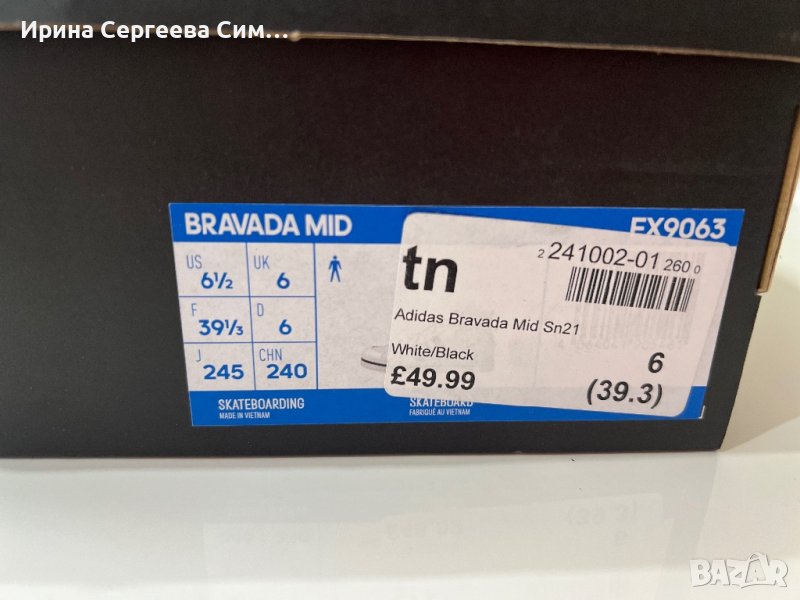 Ирина Сергеева Сим...
BRAVADA MID
EX9063
US
6½
UK
6
F
39⅓
D
6
J
245
CHN
240
SKATEBOARDING
MADE IN VIETNAM
SKATEBOARD
FABRIQUÉ AU VIETNAM
tn
2 241002-01 260 0
Adidas Bravada Mid Sn21
White/Black
£49.99
6
(39.3)
BAZAR